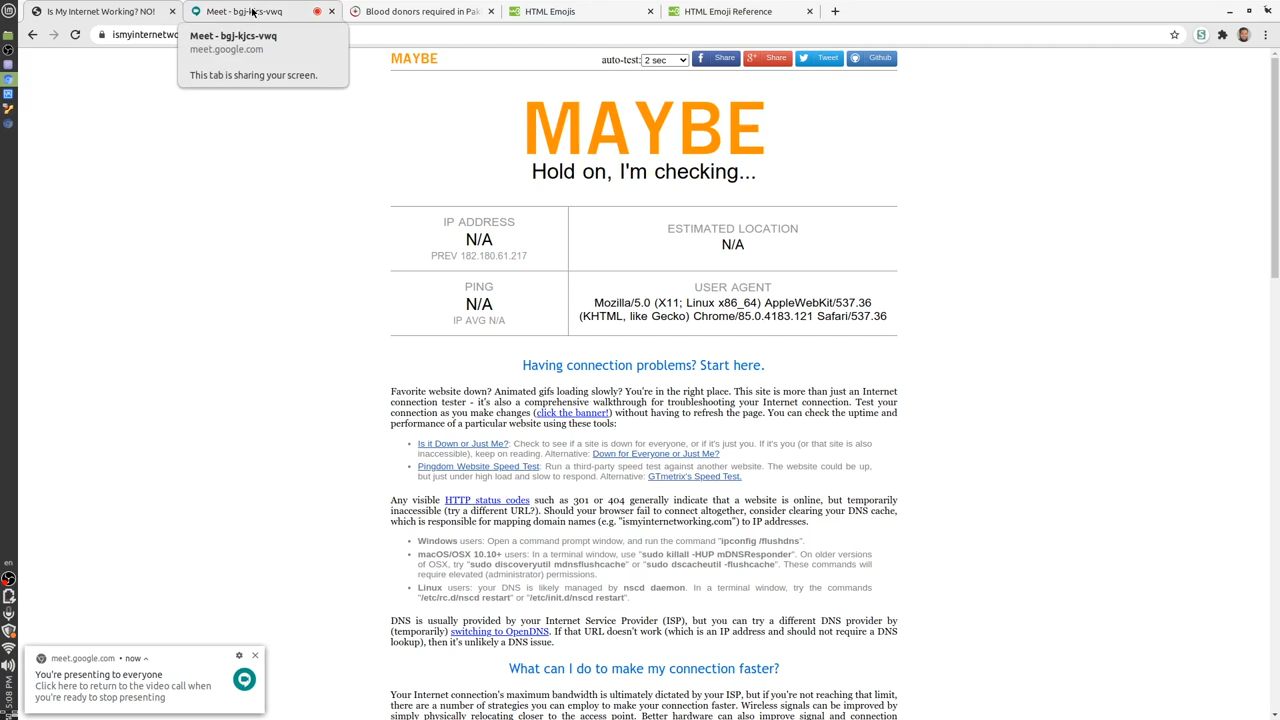 Is My Internet Working? NO!
Meet - bgj-kjcs-vwq
Blood donors required in Pak
HTML Emojis
HTML Emoji Reference
ismyinternetwo
Meet - bgj-kjcs-vwq
meet.google.com
This tab is sharing your screen.
MAYBE
auto-test: 2 sec
Share
Share
Tweet
Github
MAYBE
Hold on, I'm checking...
IP ADDRESS
N/A
PREV 182.180.61.217
ESTIMATED LOCATION
N/A
PING
N/A
IP AVG N/A
USER AGENT
Mozilla/5.0 (X11; Linux x86_64) AppleWebKit/537.36
(KHTML, like Gecko) Chrome/85.0.4183.121 Safari/537.36
Having connection problems? Start here.
Favorite website down? Animated gifs loading slowly? You're in the right place. This site is more than just an Internet
connection tester - it's also a comprehensive walkthrough for troubleshooting your Internet connection. Test your
connection as you make changes (click the banner!) without having to refresh the page. You can check the uptime and
performance of a particular website using these tools:
• Is it Down or Just Me?: Check to see if a site is down for everyone, or if it's just you. If it's you (or that site is also
inaccessible), keep on reading. Alternative: Down for Everyone or Just Me?
• Pingdom Website Speed Test: Run a third-party speed test against another website. The website could be up,
but just under high load and slow to respond. Alternative: GTmetrix's Speed Test.
Any visible HTTP status codes such as 301 or 404 generally indicate that a website is online, but temporarily
inaccessible (try a different URL?). Should your browser fail to connect altogether, consider clearing your DNS cache,
which is responsible for mapping domain names (e.g. "ismyinternetworking.com") to IP addresses.
• Windows users: Open a command prompt window, and run the command "ipconfig /flushdns".
• macOS/OSX 10.10+ users: In a terminal window, use "sudo killall -HUP mDNSResponder". On older versions
of OSX, try "sudo discoveryutil mdnsflushcache" or "sudo dscacheutil -flushcache". These commands will
require elevated (administrator) permissions.
• Linux users: your DNS is likely managed by nscd daemon. In a terminal window, try the commands
"/etc/rc.d/nscd restart" or "/etc/init.d/nscd restart".
DNS is usually provided by your Internet Service Provider (ISP), but you can try a different DNS provider by
(temporarily) switching to OpenDNS. If that URL doesn't work (which is an IP address and should not require a DNS
lookup), then it's unlikely a DNS issue.
What can I do to make my connection faster?
Your Internet connection's maximum bandwidth is ultimately dictated by your ISP, but if you're not reaching that limit,
there are a number of strategies you can employ to make your connection faster. Wireless signals can be improved by
simply physically relocating closer to the access point. Better hardware can also improve signal and connection
en
5:08 PM
meet.google.com • now
You're presenting to everyone
Click here to return to the video call when
you're ready to stop presenting